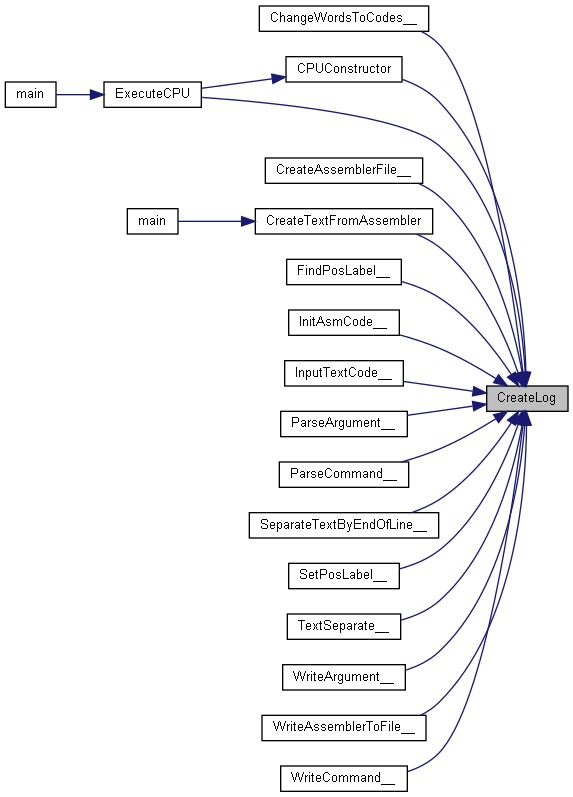 ChangeWordsToCodes__
CPUConstructor
main
ExecuteCPU
CreateAssemblerFile__
main
CreateTextFromAssembler
FindPosLabel__
InitAsmCode__
InputTextCode__
CreateLog
ParseArgument__
ParseCommand__
SeparateTextByEndOfLine__
SetPosLabel__
TextSeparate__
WriteArgument__
WriteAssemblerToFile__
WriteCommand__